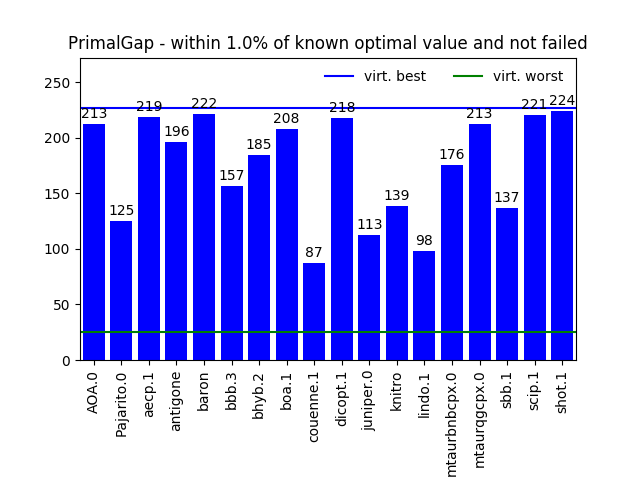 PrimalGap - within 1.0% of known optimal value and not failed
virt. best
virt. worst
250
200
150
100
50
0
213
125
219
196
222
157
185
208
87
218
113
139
98
176
213
137
221
224
AOA.0
Pajarito.0
aecp.1
antigone
baron
bbb.3
bhyb.2
boa.1
couenne.1
dicopt.1
juniper.0
knitro
lindo.1
mtaurbnbcpx.0
mtaurqgcpx.0
sbb.1
scip.1
shot.1